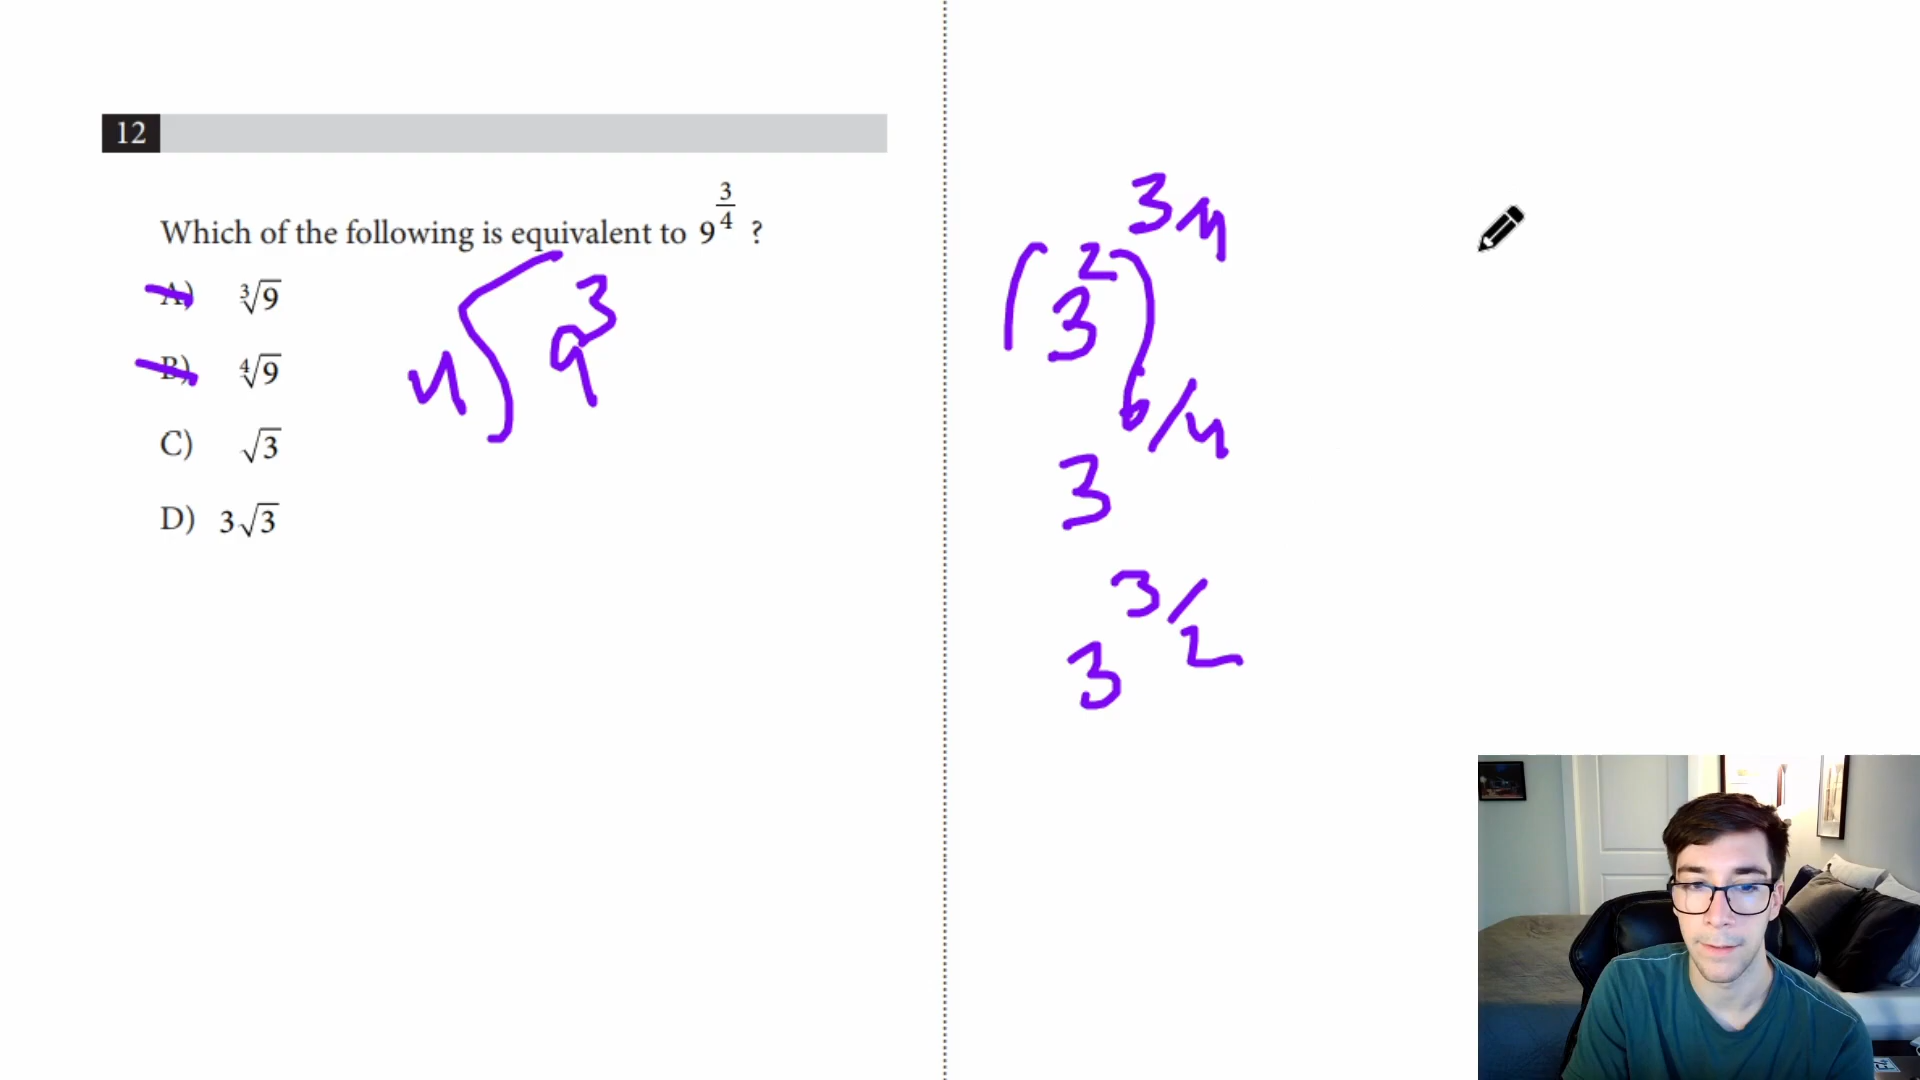 12
Which of the following is equivalent to 9^(3/4) ?
A) ∛9
B) ∜9
C) √3
D) 3√3
4√9^3
(3^2)^3/4
3^6/4
3^3/2